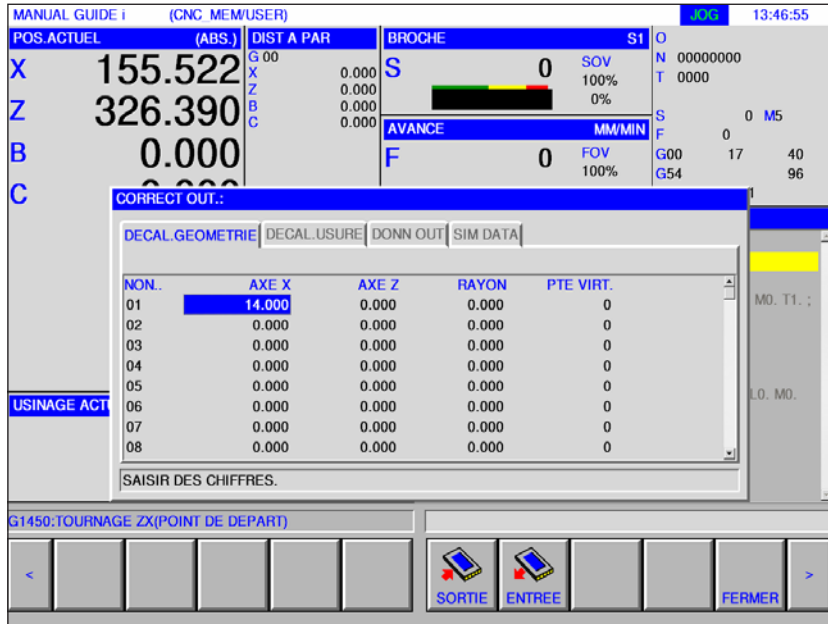 MANUAL GUIDE i (CNC_MEM/USER) JOG 13:46:55
POS.ACTUEL (ABS.) DIST A PAR BROCHE S1 O
G 00 N 00000000
X 155.522 X 0.000 S 0 SOV 100% 0% T 0000
Z 326.390 Z 0.000
B 0.000
C 0.000
AVANCE MM/MIN S 0 M5
F 0
B 0.000 F 0 FOV 100% G00 17 40
G54 96
C
CORRECT OUT.:
DECAL.GEOMETRIE DECAL.USURE DONN OUT SIM DATA
NON.. AXE X AXE Z RAYON PTE VIRT.
01 14.000 0.000 0.000 0
02 0.000 0.000 0.000 0
03 0.000 0.000 0.000 0
04 0.000 0.000 0.000 0
05 0.000 0.000 0.000 0
06 0.000 0.000 0.000 0
07 0.000 0.000 0.000 0
08 0.000 0.000 0.000 0
SAISIR DES CHIFFRES.
M0. T1. ;
L0. M0.
USINAGE ACT
G1450:TOURNAGE ZX(POINT DE DEPART)
< SORTIE ENTREE FERMER >